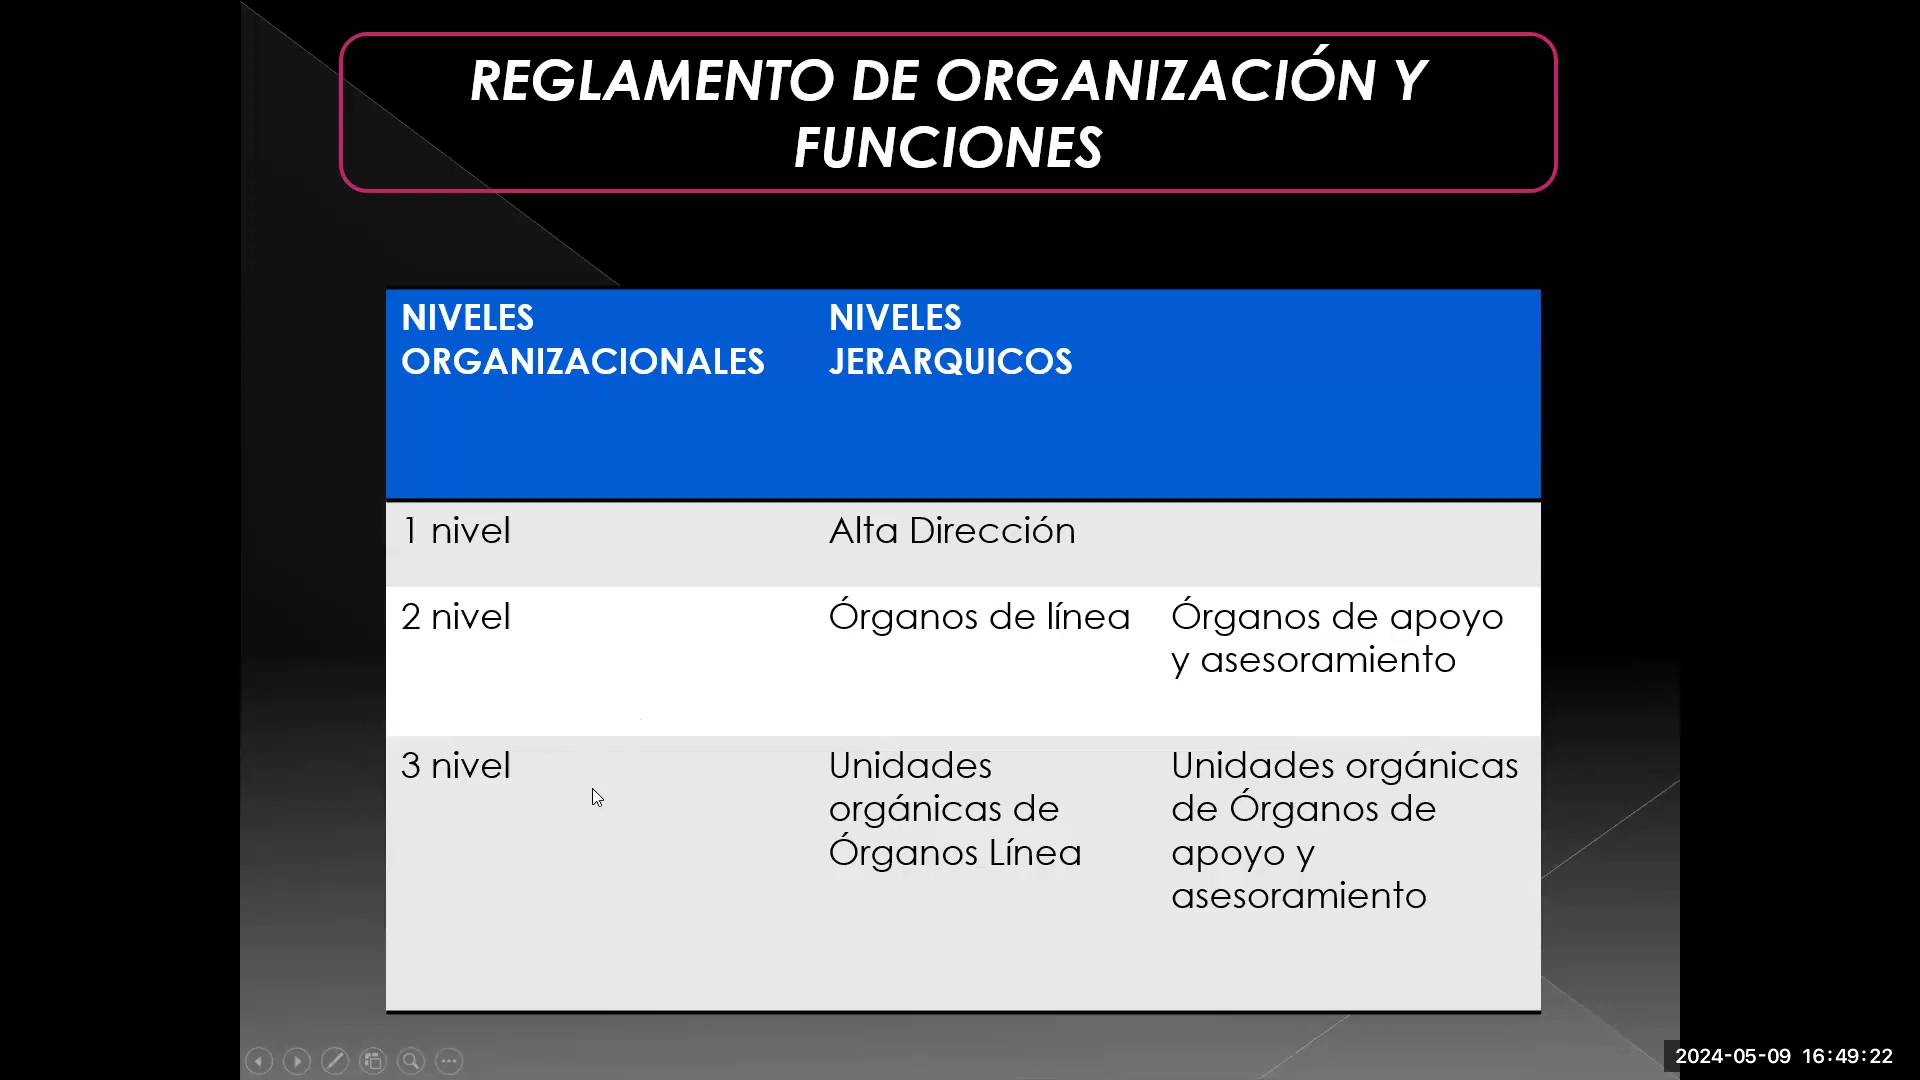 REGLAMENTO DE ORGANIZACIÓN Y
FUNCIONES
NIVELES
ORGANIZACIONALES
NIVELES
JERARQUICOS
1 nivel
Alta Dirección
2 nivel
Órganos de línea
Órganos de apoyo
y asesoramiento
3 nivel
Unidades
orgánicas de
Órganos Línea
Unidades orgánicas
de Órganos de
apoyo y
asesoramiento
2024-05-09 16:49:22